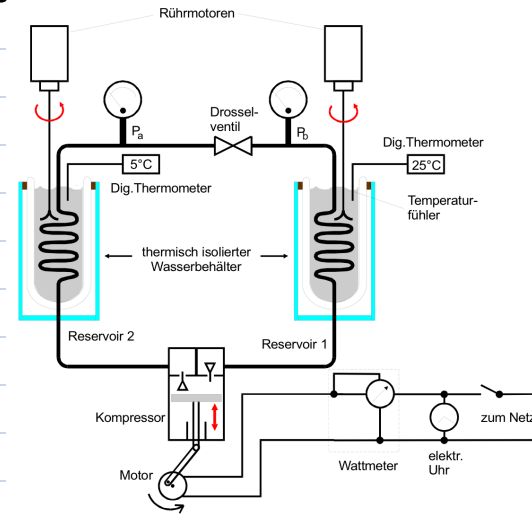 Rührmotoren
Drossel-
ventil
Pa
Pb
Dig.Thermometer
5°C
25°C
Dig.Thermometer
Temperatur-
fühler
thermisch isolierter
Wasserbehälter
Reservoir 2
Reservoir 1
Kompressor
zum Netz
Wattmeter
elektr.
Uhr
Motor